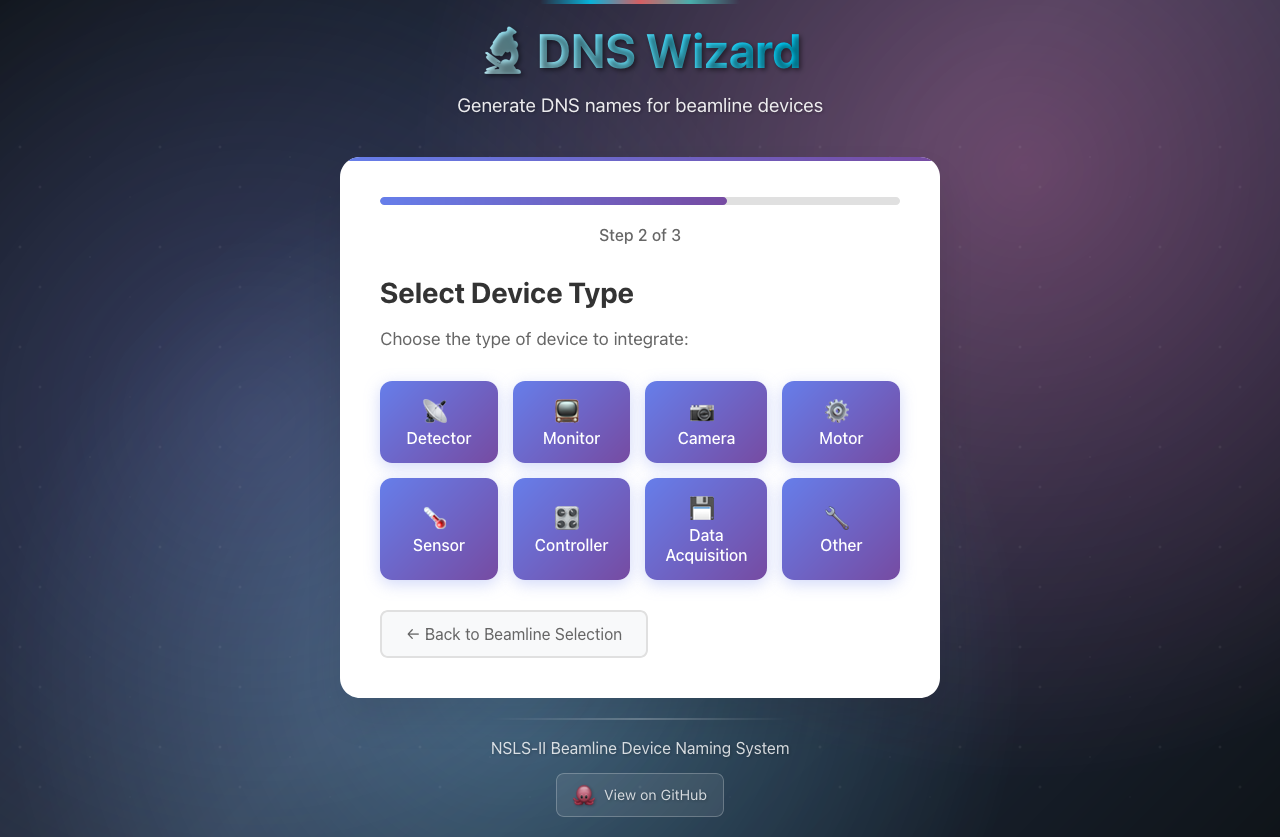 🔬 DNS Wizard
Generate DNS names for beamline devices
Step 2 of 3
Select Device Type
Choose the type of device to integrate:
📡 📺 📷 ⚙️
Detector Monitor Camera Motor
🌡️ 🎛️ 💾 🔧
Sensor Controller Data Acquisition Other
← Back to Beamline Selection
NSLS-II Beamline Device Naming System
🐙 View on GitHub